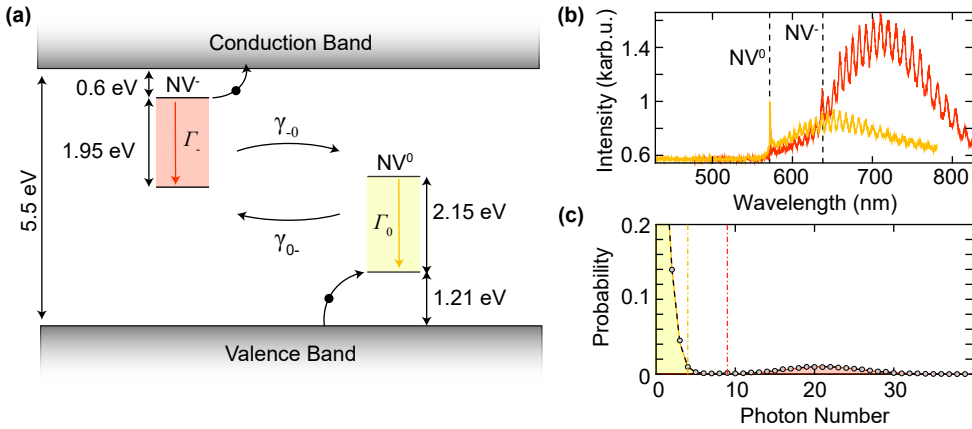 (a)
Conduction Band
0.6 eV
NV-
1.95 eV
Γ-
γ-0
NV0
5.5 eV
γ0-
Γ0
2.15 eV
1.21 eV
Valence Band
(b)
Intensity (karb.u.)
1.4
1
0.6
NV0
NV-
500
600
700
800
Wavelength (nm)
(c)
Probability
0.2
0.1
0
0
10
20
30
Photon Number